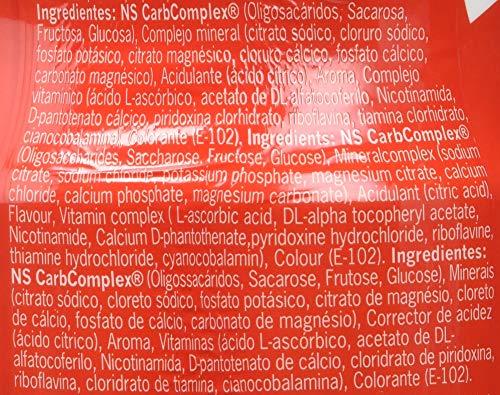 Ingredientes: NS CarbComplex® (Oligosacáridos, Sacarosa,
Fructosa, Glucosa), Complejo mineral (citrato sódico, cloruro sódico,
fosfato potásico, citrato magnésico, cloruro cálcico, fosfato cálcico,
carbonato magnésico), Acidulante (ácido cítrico), Aroma, Complejo
vitamínico (ácido L-ascórbico, acetato de DL-alfatocoferilo, Nicotinamida,
D-pantotenato cálcico, piridoxina clorhidrato, riboflavina, tiamina clorhidrato,
cianocobalamina), Colorante (E-102). Ingredients: NS CarbComplex®
(Oligosaccharides, Saccharose, Fructose, Glucose), Mineralcomplex (sodium
citrate, sodium chloride, potassium phosphate, magnesium citrate, calcium
chloride, calcium phosphate, magnesium carbonate), Acidulant (citric acid)
Flavour, Vitamin complex ( L-ascorbic acid, DL-alpha tocopheryl acetate,
Nicotinamide, Calcium D-phantothenate,pyridoxine hydrochloride, riboflavine,
thiamine hydrochloride, cyanocobalamin), Colour (E-102). Ingredientes:
NS CarbComplex® (Oligossacáridos, Sacarose, Frutose, Glucose), Minerais
(citrato sódico, cloreto sódico, fosfato potássico, citrato de magnésio, cloreto
de cálcio, fosfato de cálcio, carbonato de magnésio), Corrector de acidez
(ácido cítrico), Aroma, Vitaminas (ácido L-ascórbico, acetato de DL-
alfatocoferilo, Nicotinamida, D-pantotenato de cálcio, cloridrato de piridoxina,
riboflavina, cloridrato de tiamina, cianocobalamina), Colorante (E-102).